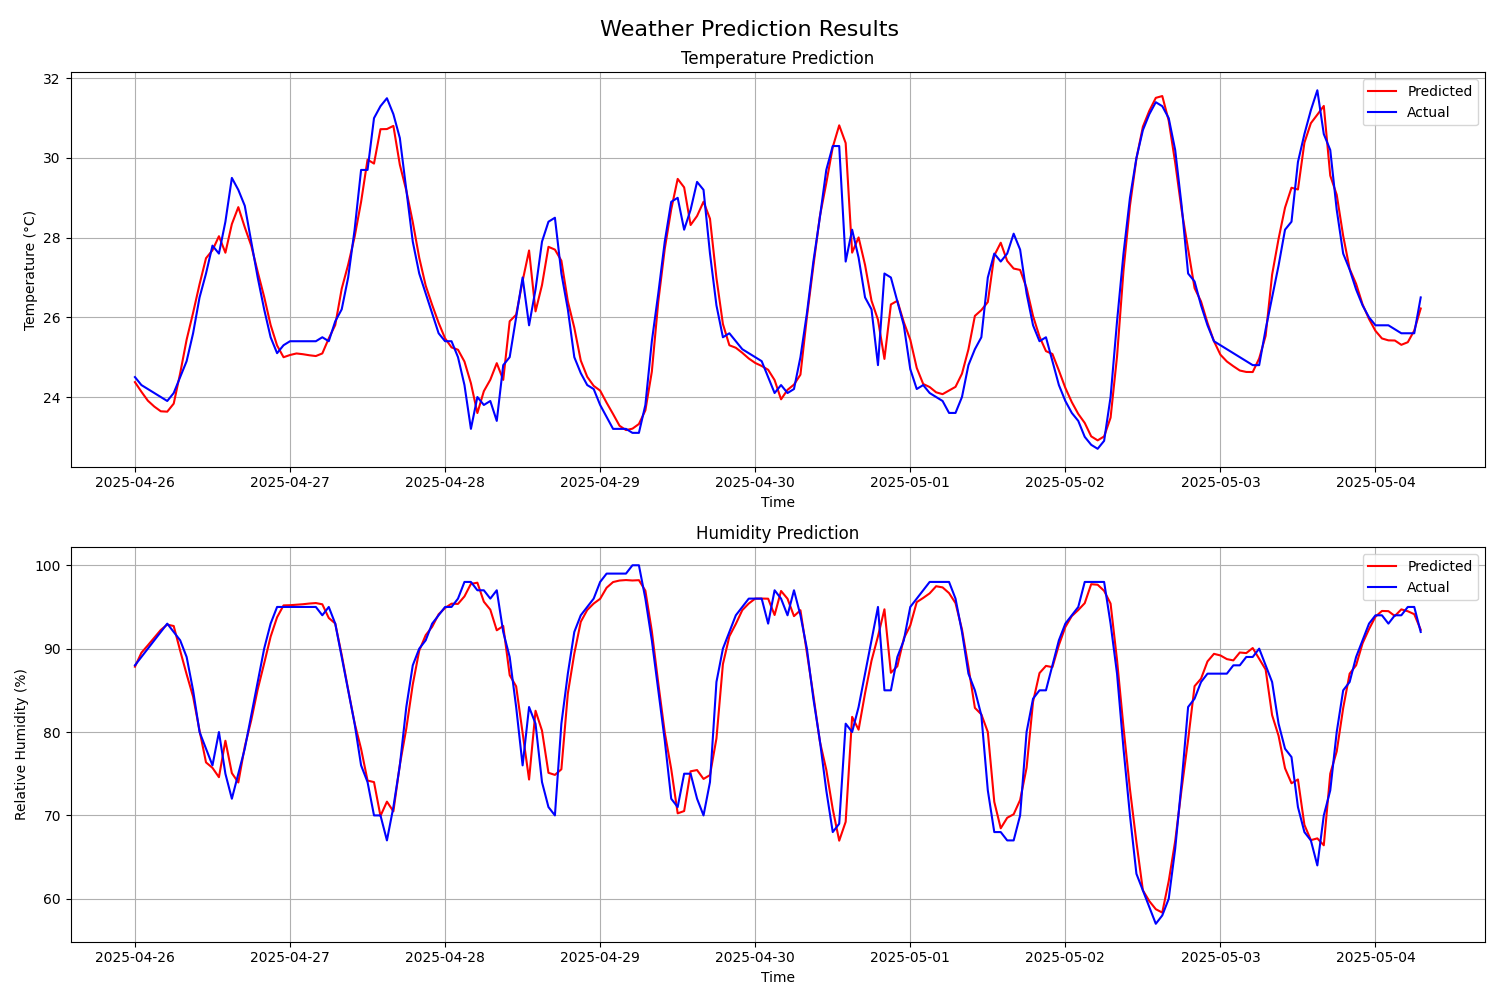 Weather Prediction Results
Temperature Prediction
32
30
28
26
24
Temperature (°C)
Predicted
Actual
2025-04-26 2025-04-27 2025-04-28 2025-04-29 2025-04-30 2025-05-01 2025-05-02 2025-05-03 2025-05-04
Time
Humidity Prediction
100
90
80
70
60
Relative Humidity (%)
Predicted
Actual
2025-04-26 2025-04-27 2025-04-28 2025-04-29 2025-04-30 2025-05-01 2025-05-02 2025-05-03 2025-05-04
Time